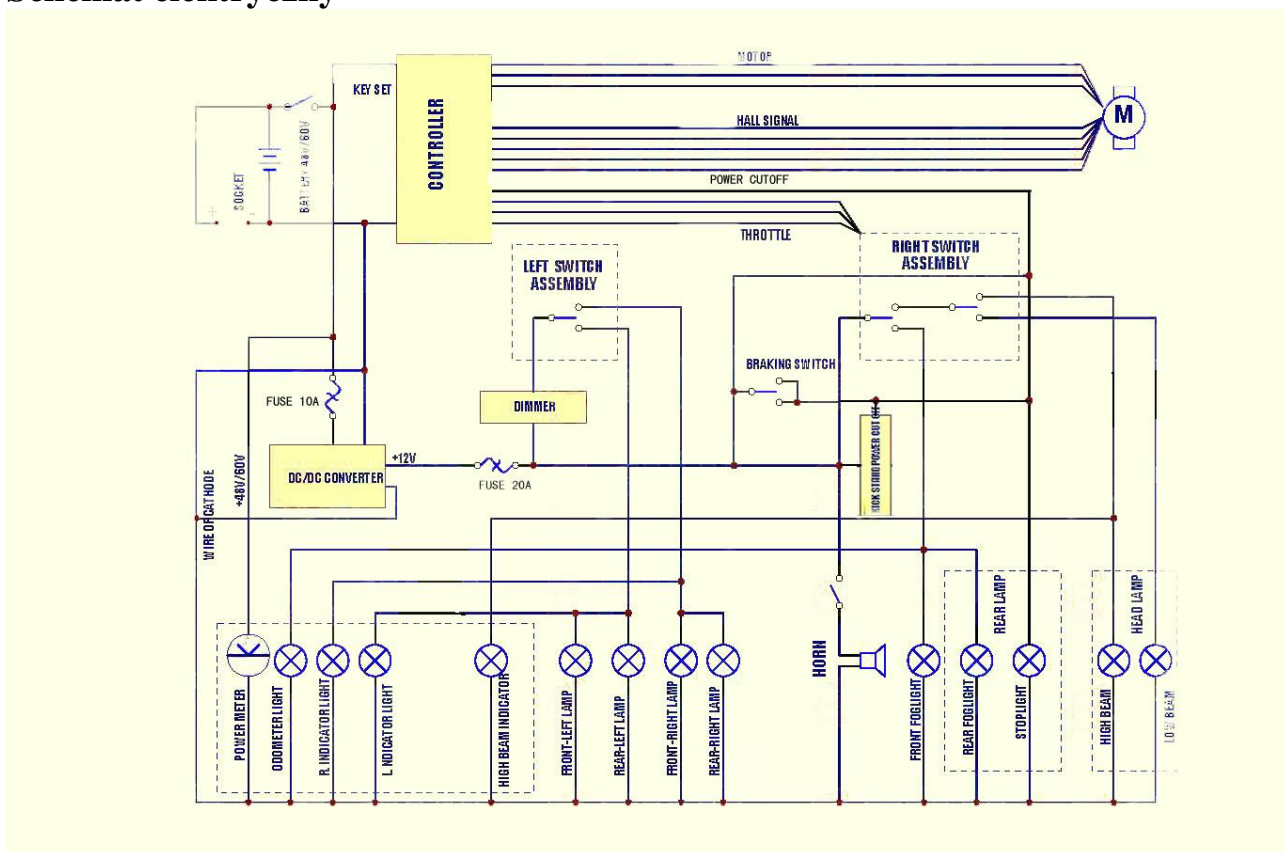 MOTOR
KEY SET
CONTROLLER
HALL SIGNAL
M
BATTERY 48V/60V
SOCKET
+ -
POWER CUTOFF
THROTTLE
RIGHT SWITCH
ASSEMBLY
LEFT SWITCH
ASSEMBLY
BRAKING SWITCH
FUSE 10A
DIMMER
KICK STAND POWER CUT OFF
+12V
DC/DC CONVERTER
FUSE 20A
WIRE OF CATHODE
+48V/60V
REAR LAMP
HEAD LAMP
HORN
POWER METER
ODOMETER LIGHT
R. INDICATOR LIGHT
L NDICATOR LIGHT
HIGH BEAM INDICATOR
FRONT-LEFT LAMP
REAR-LEFT LAMP
FRONT-RIGHT LAMP
REAR-RIGHT LAMP
FRONT FOGLIGHT
REAR FOGLIGHT
STOPLIGHT
HIGH BEAM
LOW BEAM